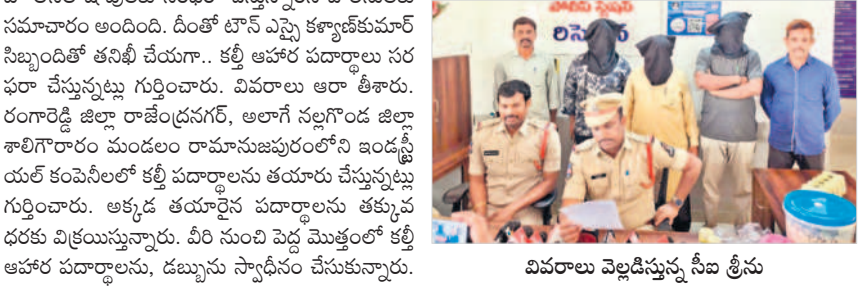 సమాచారం అందింది. దీంతో టౌన్ ఎస్సై కళ్యాణ్‌కుమార్
సిబ్బందితో తనిఖీ చేయగా.. కల్తీ ఆహార పదార్థాలు సర
ఫరా చేస్తున్నట్లు గుర్తించారు. వివరాలు ఆరా తీశారు.
రంగారెడ్డి జిల్లా రాజేంద్రనగర్, అలాగే నల్లగొండ జిల్లా
శాలిగౌరారం మండలం రామానుజపురంలోని ఇండస్ట్రీ
యల్ కంపెనీలలో కల్తీ పదార్థాలను తయారు చేస్తున్నట్లు
గుర్తించారు. అక్కడ తయారైన పదార్థాలను తక్కువ
ధరకు విక్రయిస్తున్నారు. వీరి నుంచి పెద్ద మొత్తంలో కల్తీ
ఆహార పదార్థాలను, డబ్బును స్వాధీనం చేసుకున్నారు.
పోలీస్ స్టేషన్
రిసెప్షన్
వివరాలు వెల్లడిస్తున్న సీఐ శ్రీను